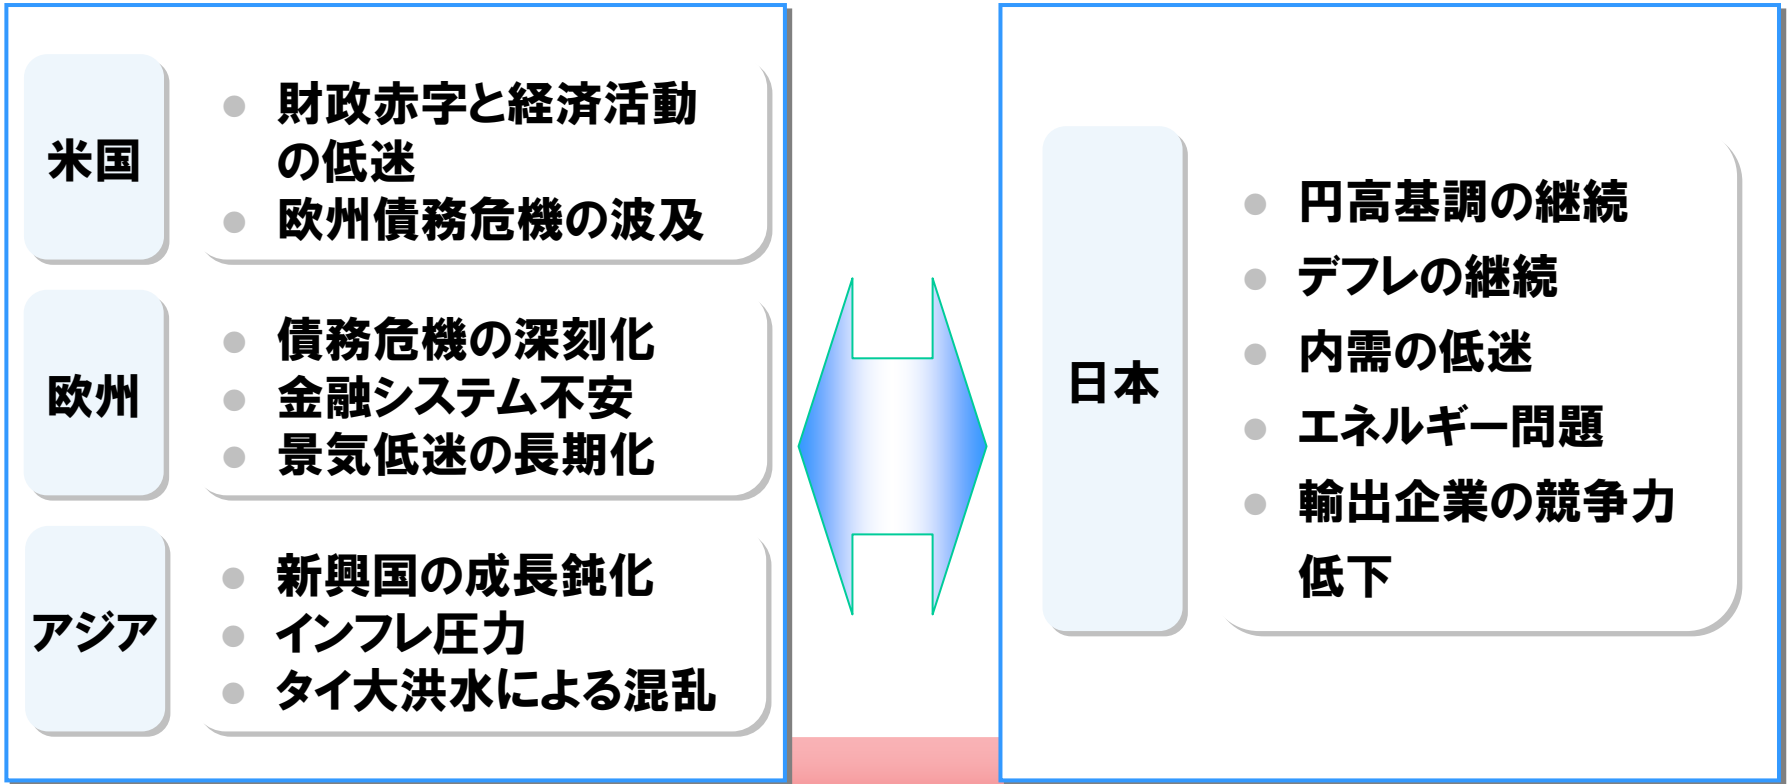 米国
財政赤字と経済活動
の低迷
欧州債務危機の波及
欧州
債務危機の深刻化
金融システム不安
景気低迷の長期化
アジア
新興国の成長鈍化
インフレ圧力
タイ大洪水による混乱
日本
円高基調の継続
デフレの継続
内需の低迷
エネルギー問題
輸出企業の競争力
低下